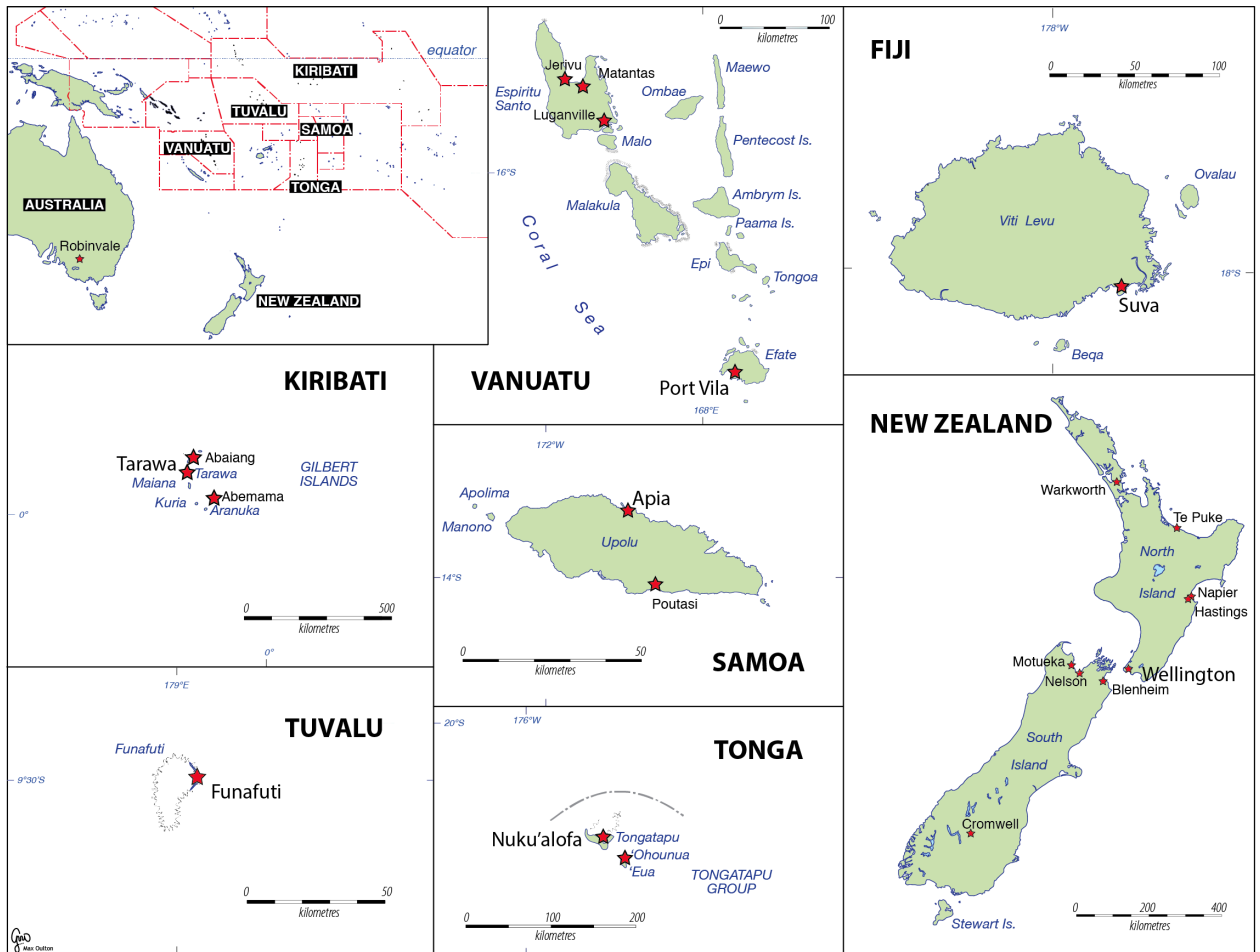 equator
KIRIBATI
TUVALU
SAMOA
VANUATU
TONGA
AUSTRALIA
Robinvale
NEW ZEALAND
0 100
kilometres
Jerivu
Matantas
Maewo
Espiritu
Santo
Ombae
Luganville
Malo
Pentecost Is.
16°S
Malakula
Ambrym Is.
Paama Is.
Coral Sea
Epi
Tongoa
Efate
Port Vila
VANUATU
168°E
178°W
FIJI
0 50 100
kilometres
Ovalau
Viti Levu
18°S
Suva
Beqa
KIRIBATI
Tarawa
Abaiang
Tarawa
Maiana
GILBERT
ISLANDS
Kuria
Abemama
Aranuka
0°
0 500
kilometres
0°
172°W
Apolima
Apia
Manono
Upolu
14°S
Poutasi
0 50
kilometres
SAMOA
NEW ZEALAND
Warkworth
Te Puke
North
Island
Napier
Hastings
Motueka
Nelson
Wellington
Blenheim
South
Island
Cromwell
Stewart Is.
0 200 400
kilometres
179°E
TUVALU
Funafuti
9°30'S
Funafuti
0 50
kilometres
20°S
176°W
TONGA
Nuku'alofa
Tongatapu
'Ohounua
'Eua
TONGATAPU
GROUP
0 100 200
kilometres
Max Oulton